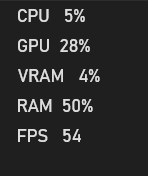 CPU 5%
GPU 28%
VRAM 4%
RAM 50%
FPS 54